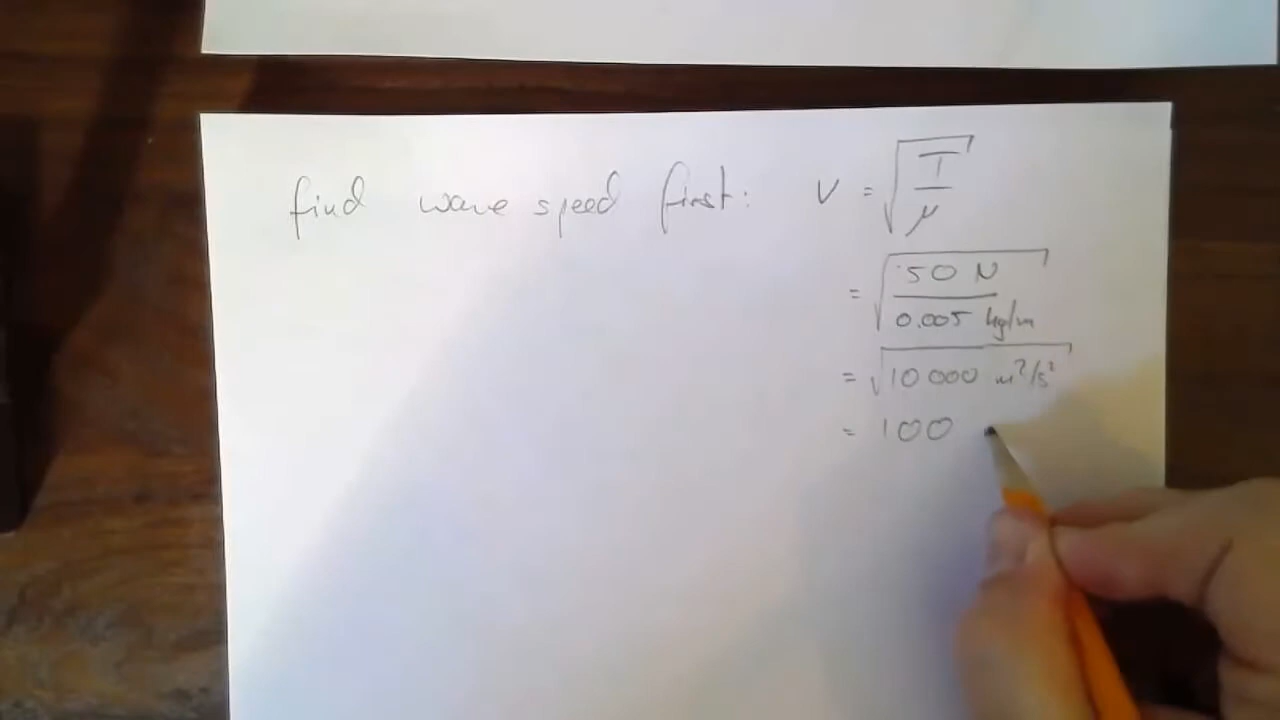 find wave speed first: v = √(T/μ)
= √(50 N / 0.005 kg/m)
= √(10 000 m²/s²)
= 100